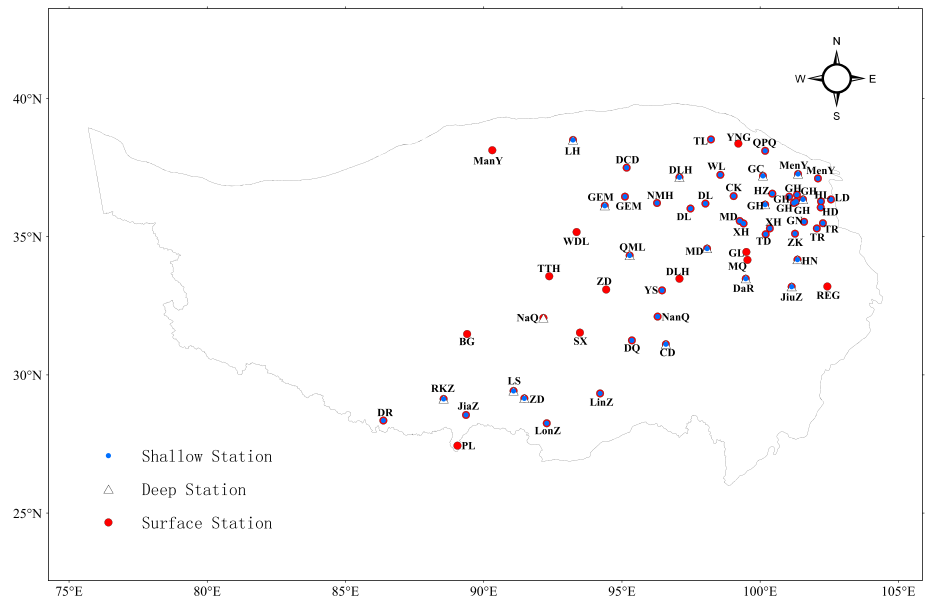 N
W E
S
40°N
35°N
30°N
25°N
TL YNG QPQ
ManY LH
DCD DLH WL GC MenY MenY
GEM GEM NMH DL DL CK HZ GH GH GH GH GH GH HL LD
HD
MD XH XH TD GN ZK TR TR
WDL QML MD GL MQ HN
TTH ZD DLH YS DaR JiuZ REG
NaQ NanQ
BG SX DQ CD
RKZ LS ZD
DR JiaZ LonZ LinZ
PL
Shallow Station
Deep Station
Surface Station
75°E 80°E 85°E 90°E 95°E 100°E 105°E